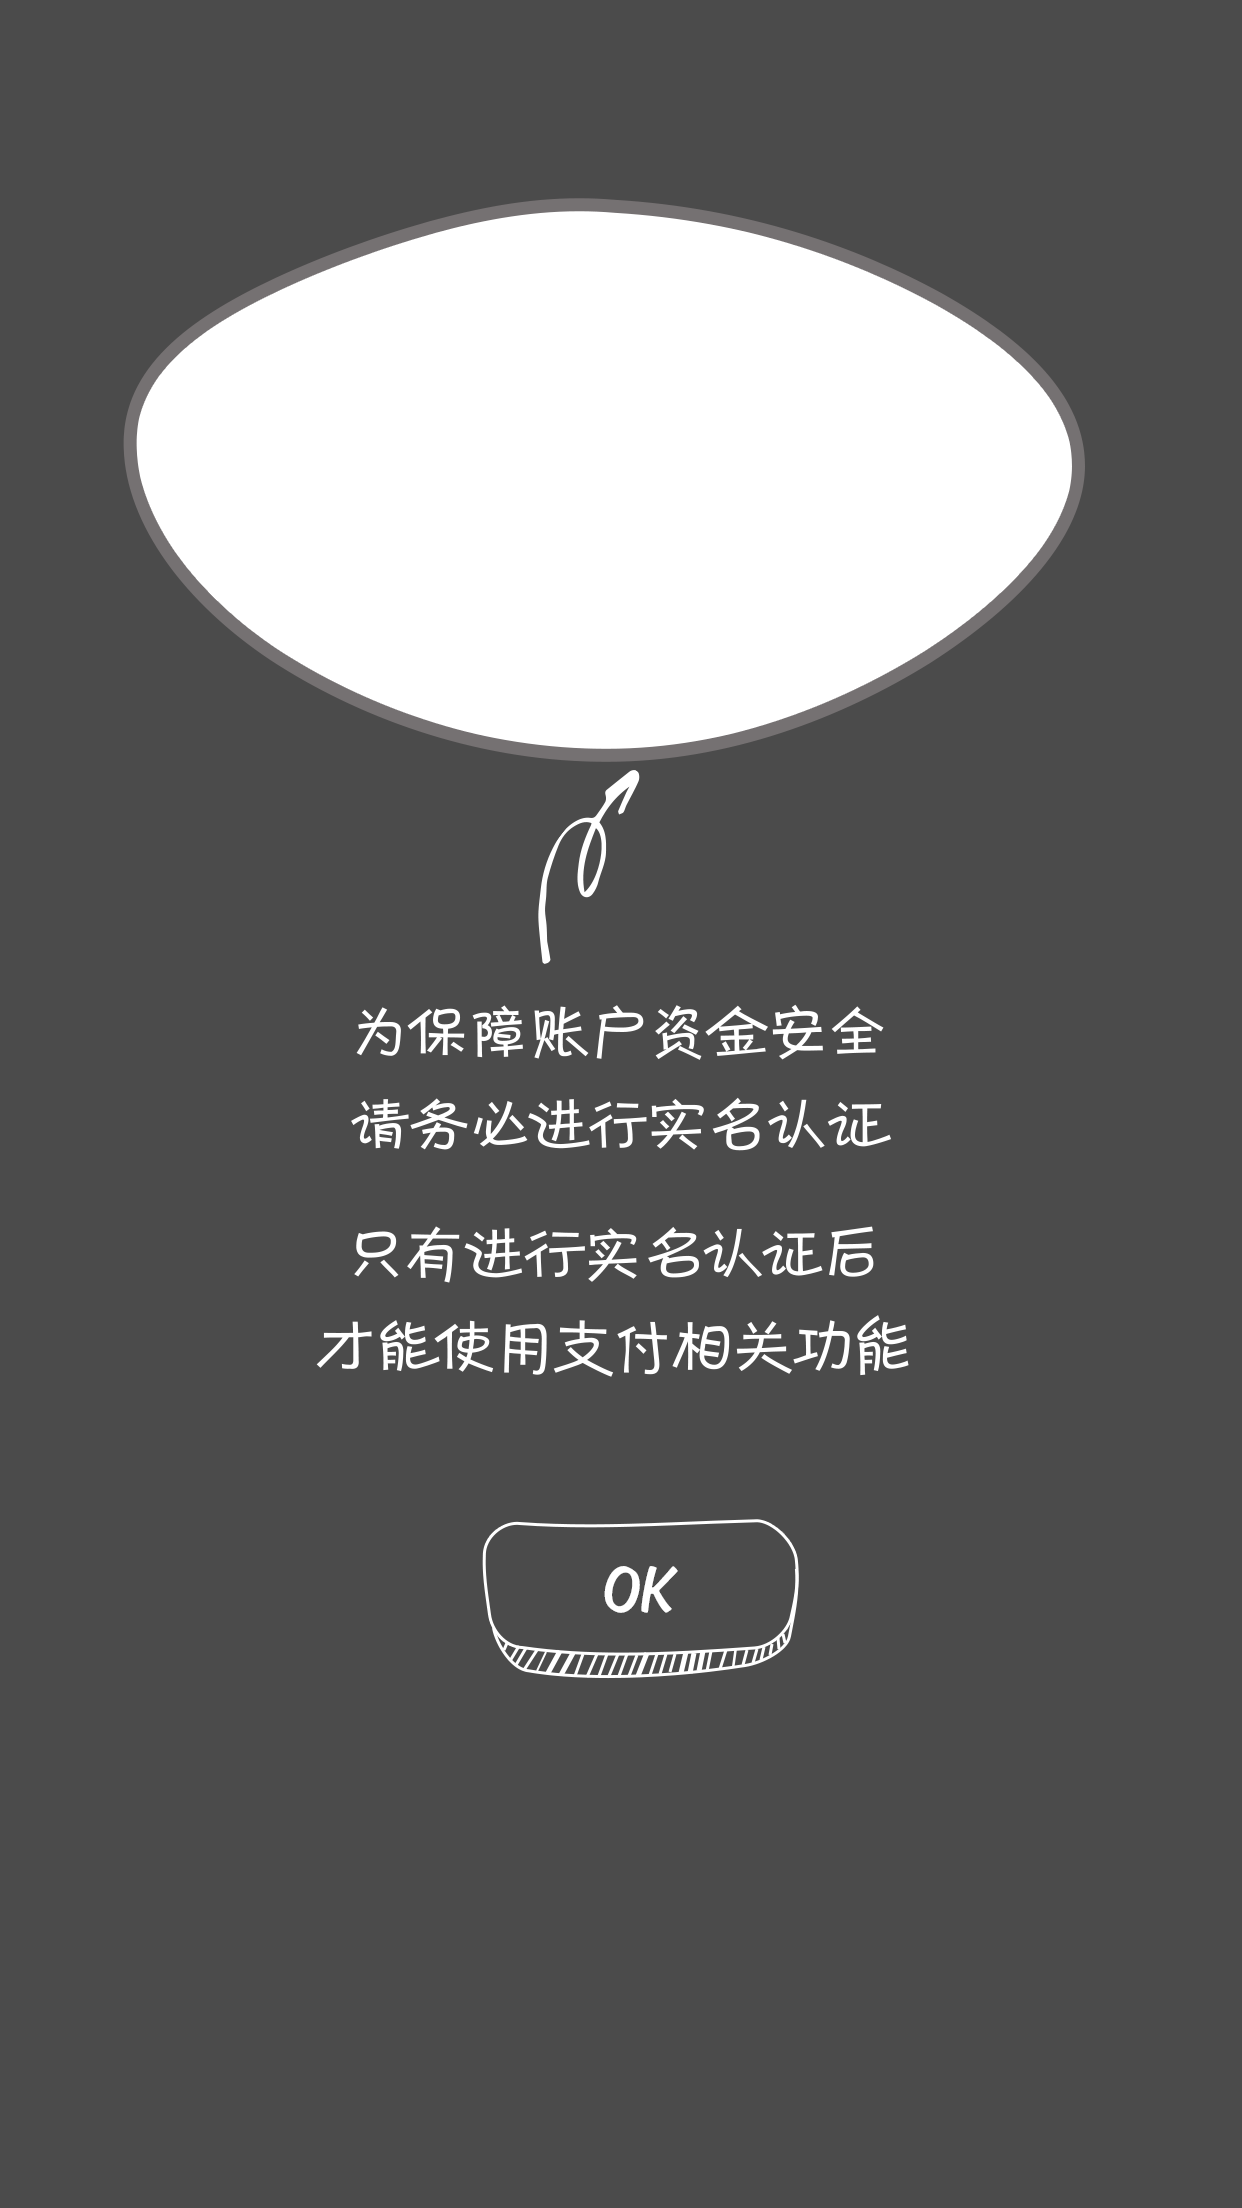 为保障账户资金安全
请务必进行实名认证
只有进行实名认证后
才能使用支付相关功能
OK